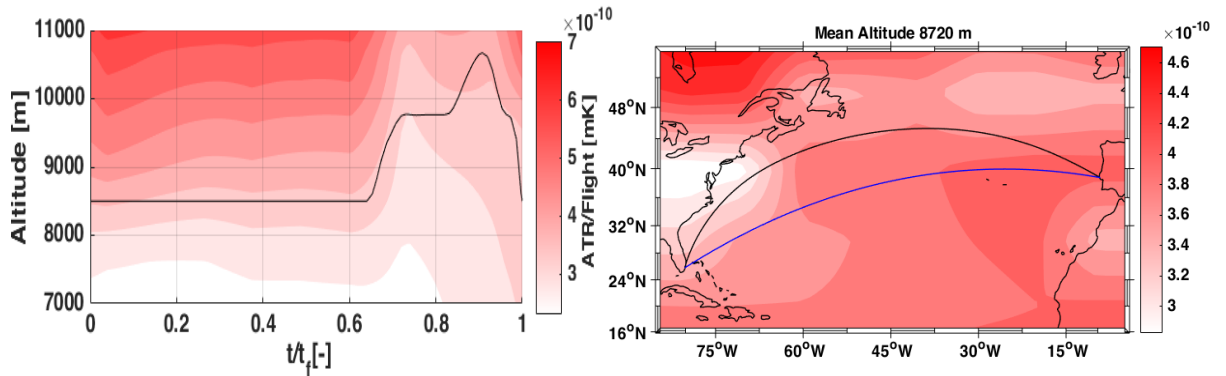 11000
10000
9000
8000
7000
Altitude [m]
0
0.2
0.4
0.6
0.8
1
t/t_f[-]
×10^-10
7
6
5
4
3
ATR/Flight [mK]
Mean Altitude 8720 m
48°N
40°N
32°N
24°N
16°N
75°W
60°W
45°W
30°W
15°W
×10^-10
4.6
4.4
4.2
4
3.8
3.6
3.4
3.2
3